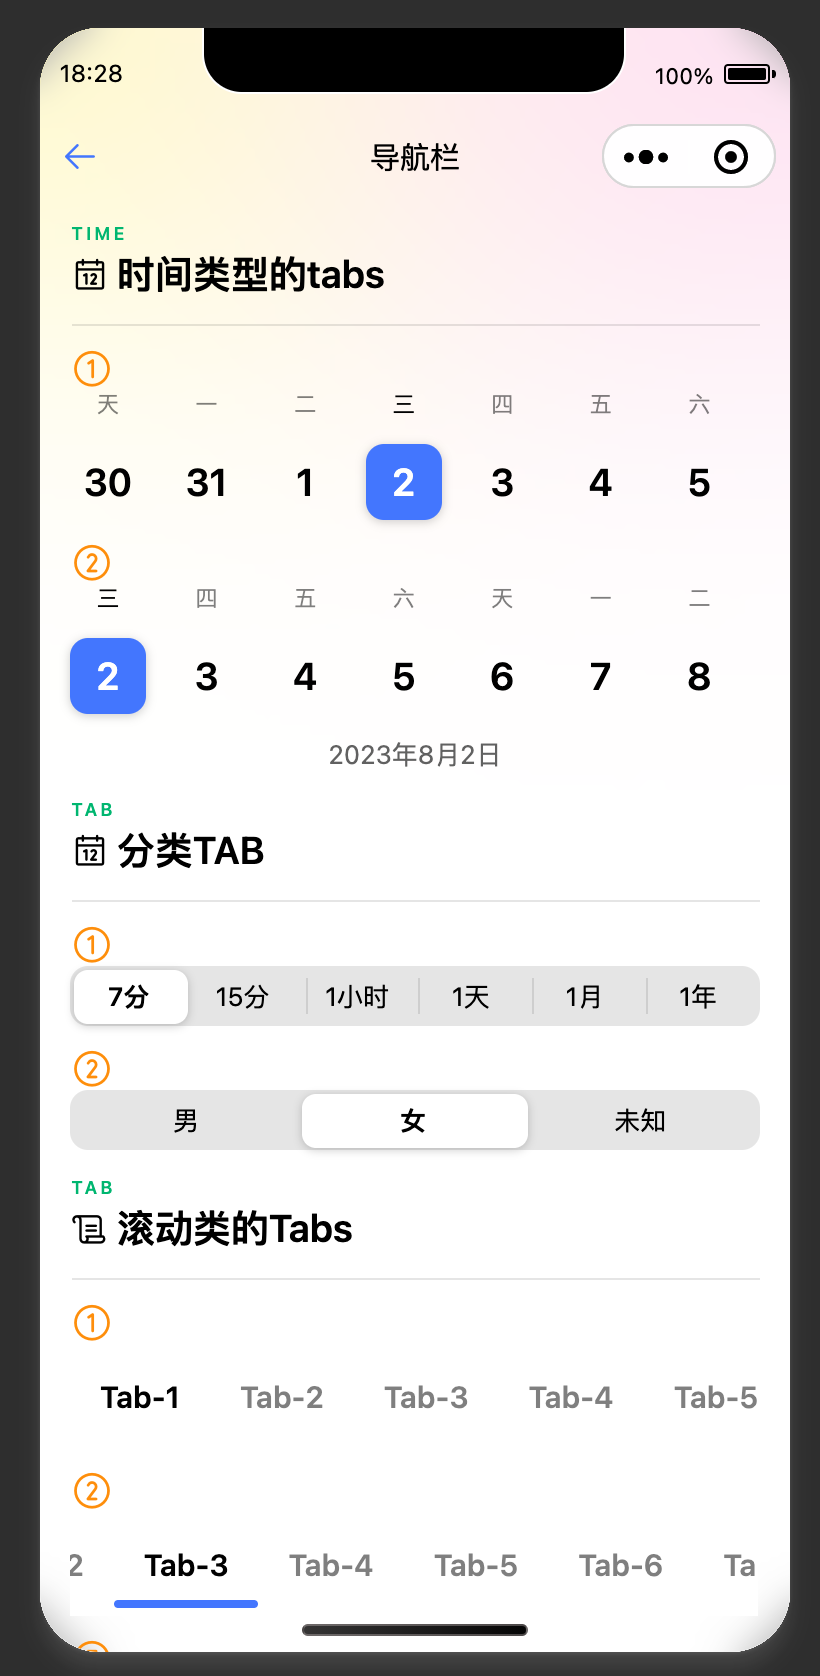 18:28
100%
导航栏
TIME
12 时间类型的tabs
①
天 一 二 三 四 五 六
30 31 1 2 3 4 5
②
三 四 五 六 天 一 二
2 3 4 5 6 7 8
2023年8月2日
TAB
12 分类TAB
①
7分 15分 1小时 1天 1月 1年
②
男 女 未知
TAB
滚动类的Tabs
①
Tab-1 Tab-2 Tab-3 Tab-4 Tab-5
②
2 Tab-3 Tab-4 Tab-5 Tab-6 Ta